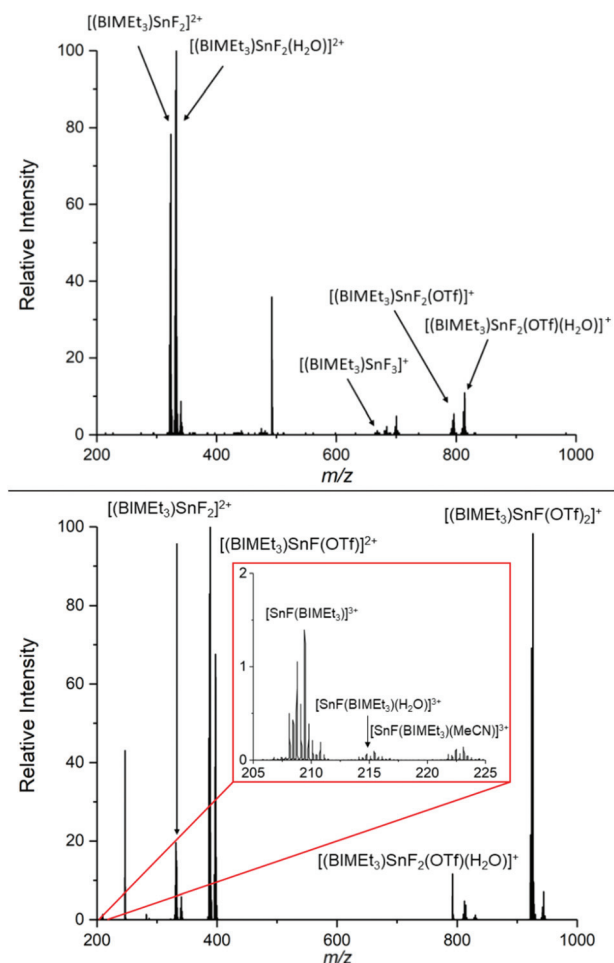 [(BIMEt₃)SnF₂]²⁺
[(BIMEt₃)SnF₂(H₂O)]²⁺
100
80
60
40
20
0
Relative Intensity
[(BIMEt₃)SnF₂(OTf)]⁺
[(BIMEt₃)SnF₂(OTf)(H₂O)]⁺
[(BIMEt₃)SnF₃]⁺
200 400 600 800 1000
m/z
[(BIMEt₃)SnF₂]²⁺
[(BIMEt₃)SnF(OTf)₂]⁺
[(BIMEt₃)SnF(OTf)]²⁺
100
80
60
40
20
0
Relative Intensity
2
1
0
[SnF(BIMEt₃)]³⁺
[SnF(BIMEt₃)(H₂O)]³⁺
[SnF(BIMEt₃)(MeCN)]³⁺
205 210 215 220 225
[(BIMEt₃)SnF₂(OTf)(H₂O)]⁺
200 400 600 800 1000
m/z